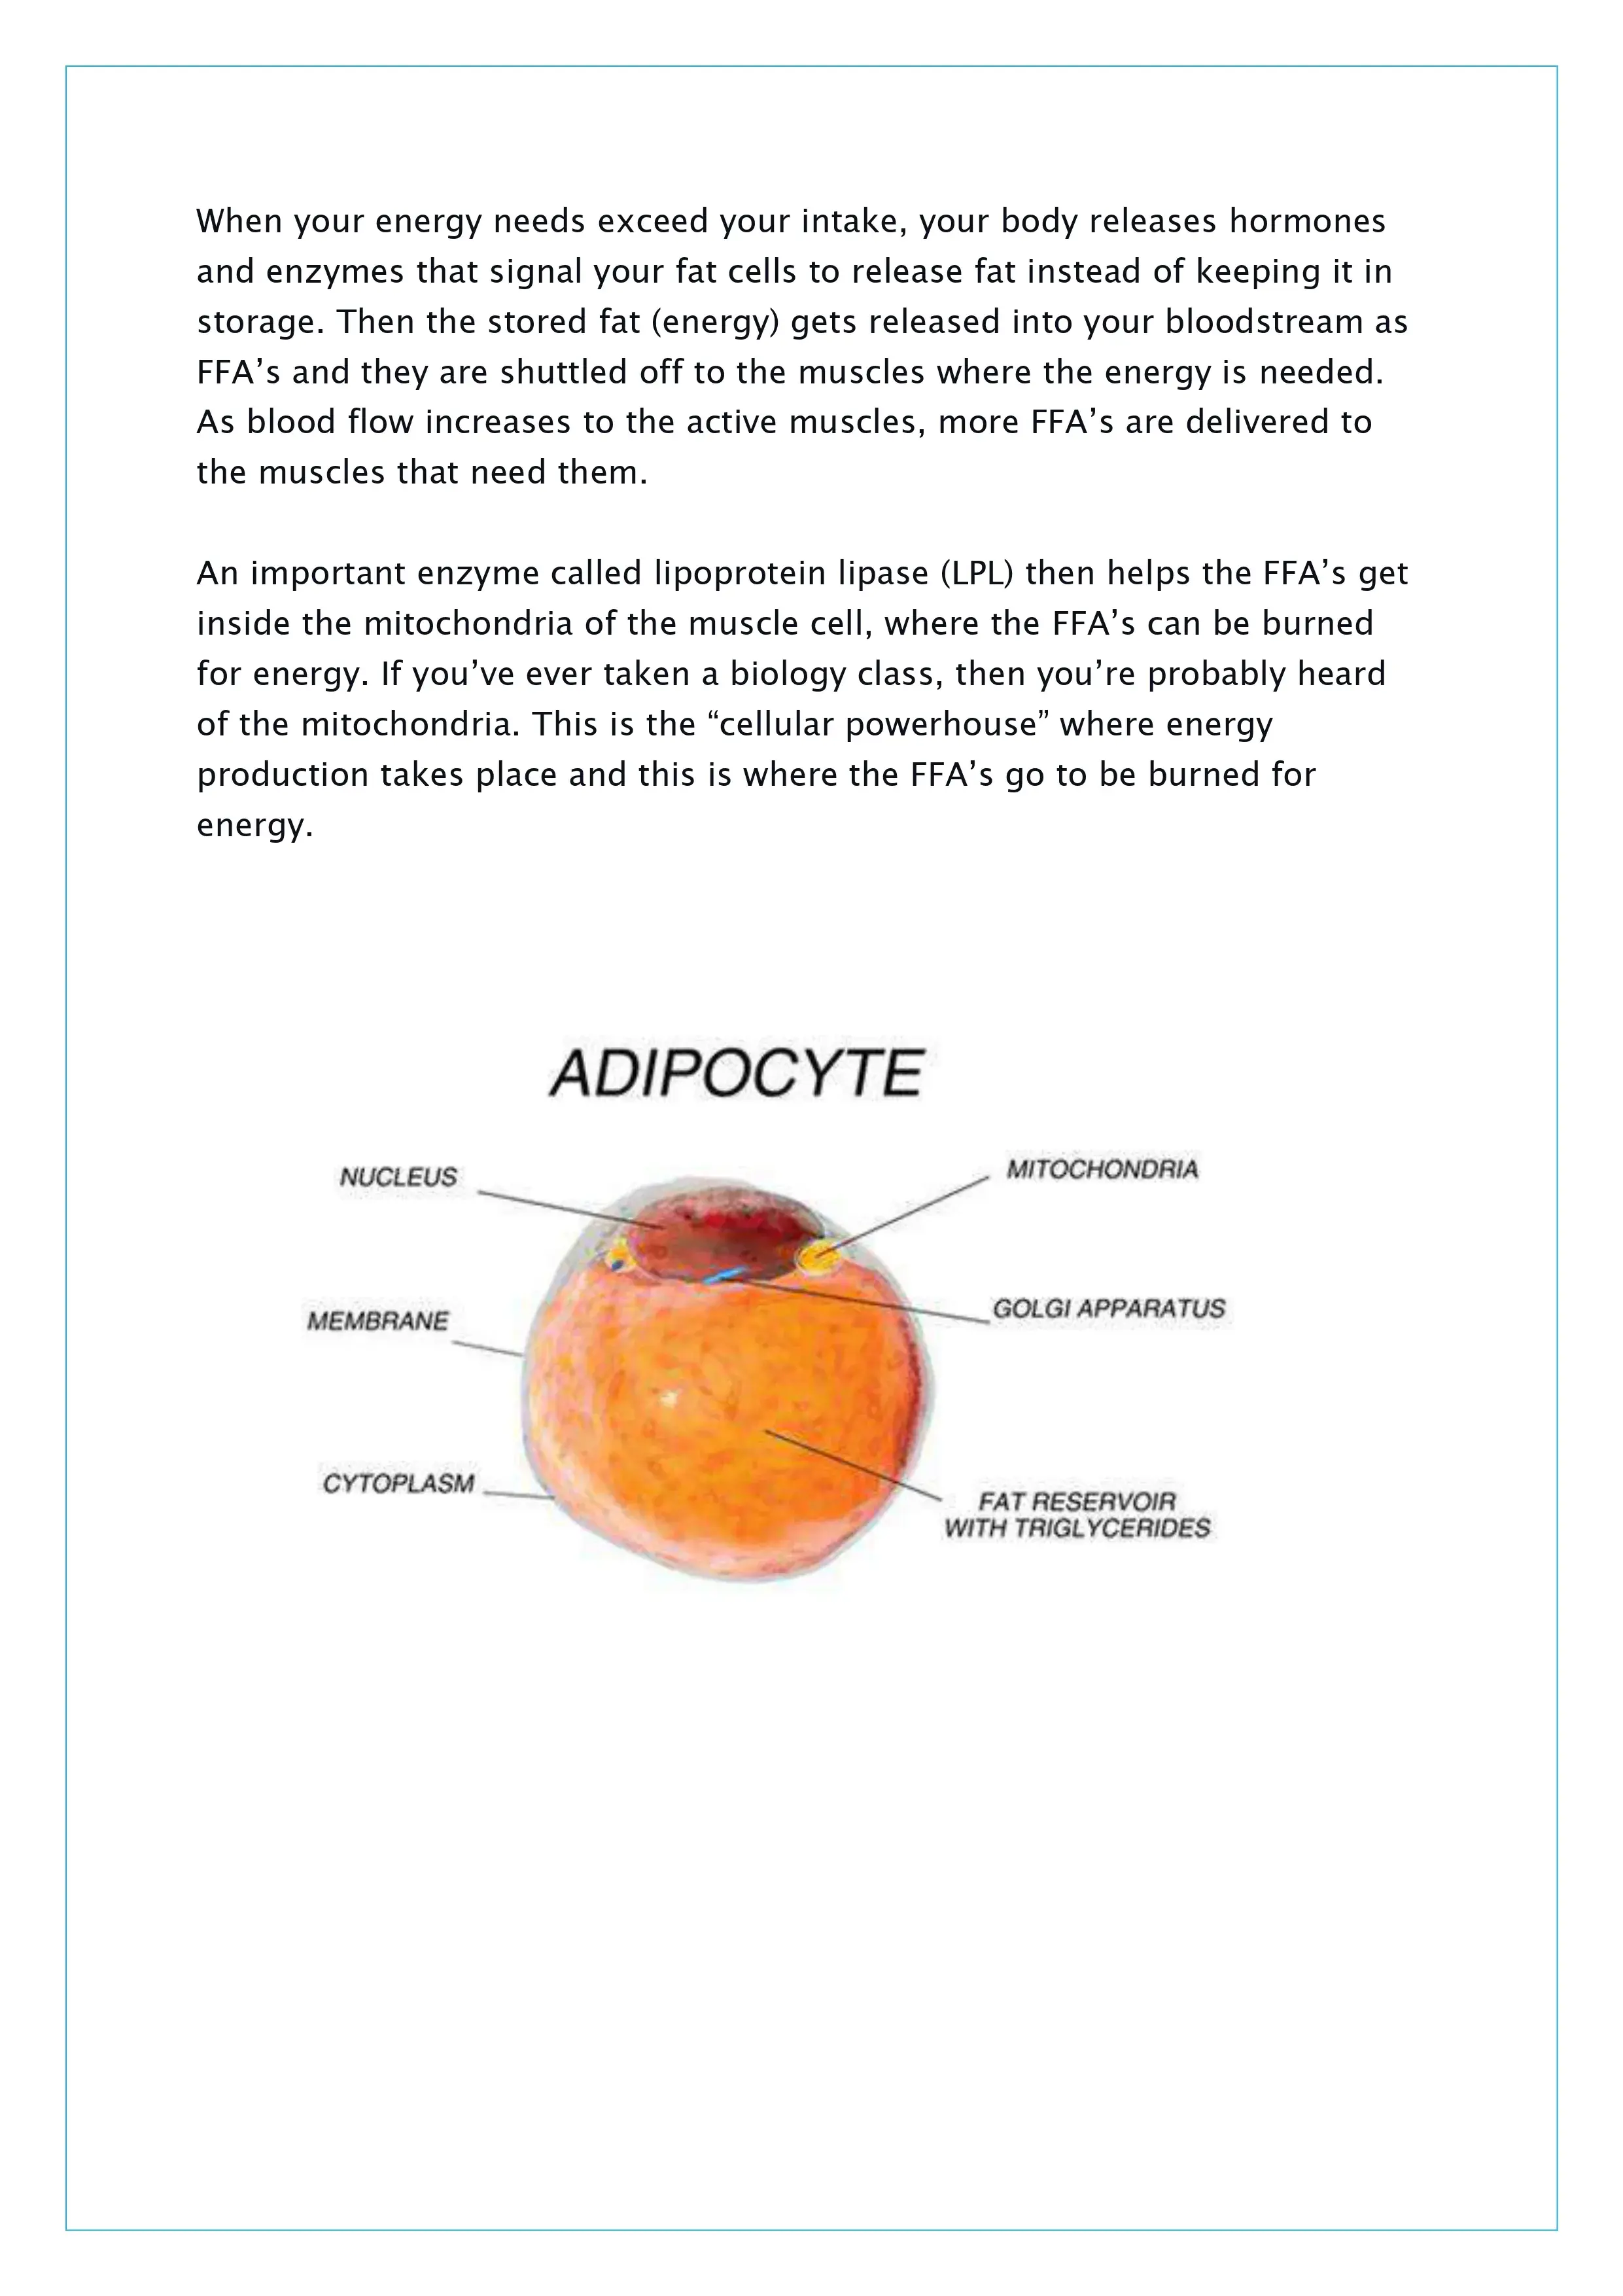 When your energy needs exceed your intake, your body releases hormones
and enzymes that signal your fat cells to release fat instead of keeping it in
storage. Then the stored fat (energy) gets released into your bloodstream as
FFA’s and they are shuttled off to the muscles where the energy is needed.
As blood flow increases to the active muscles, more FFA’s are delivered to
the muscles that need them.
An important enzyme called lipoprotein lipase (LPL) then helps the FFA’s get
inside the mitochondria of the muscle cell, where the FFA’s can be burned
for energy. If you’ve ever taken a biology class, then you’re probably heard
of the mitochondria. This is the “cellular powerhouse” where energy
production takes place and this is where the FFA’s go to be burned for
energy.
ADIPOCYTE
NUCLEUS
MITOCHONDRIA
MEMBRANE
GOLGI APPARATUS
CYTOPLASM
FAT RESERVOIR
WITH TRIGLYCERIDES